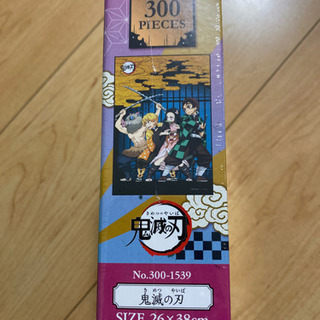 300
PIECES
きめつのやいば
鬼滅の刃
No.300-1539
き めつ やいば
鬼滅の刃
SIZE 26×38cm